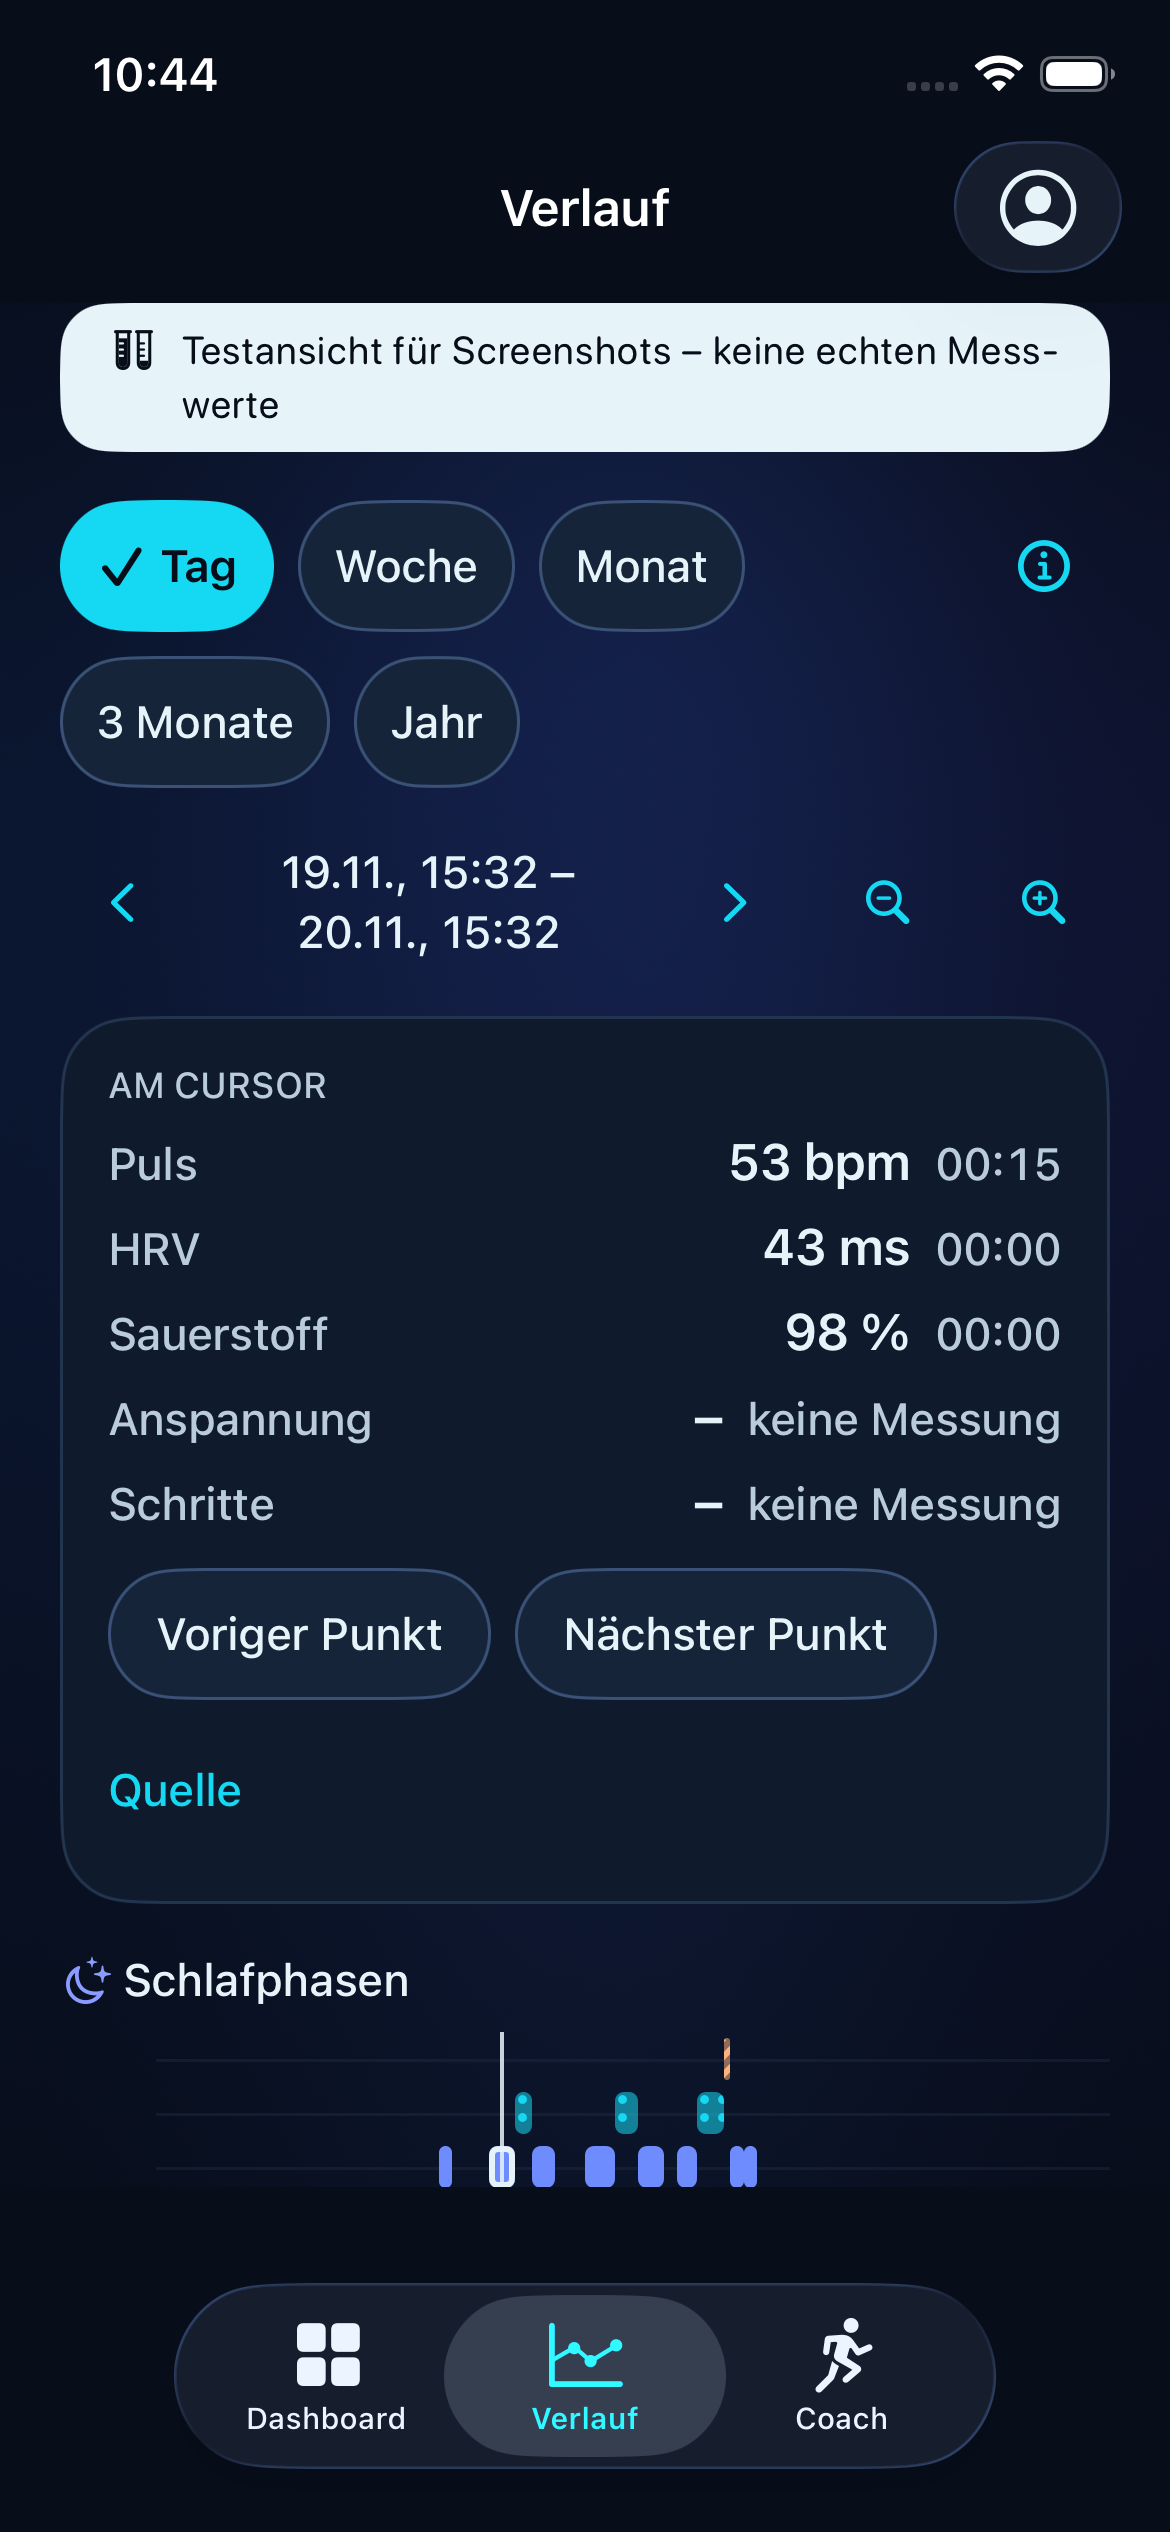 10:44
Verlauf
Testansicht für Screenshots – keine echten Mess-
werte
Tag
Woche
Monat
3 Monate
Jahr
19.11., 15:32 –
20.11., 15:32
AM CURSOR
Puls 53 bpm 00:15
HRV 43 ms 00:00
Sauerstoff 98 % 00:00
Anspannung – keine Messung
Schritte – keine Messung
Voriger Punkt
Nächster Punkt
Quelle
Schlafphasen
Dashboard
Verlauf
Coach